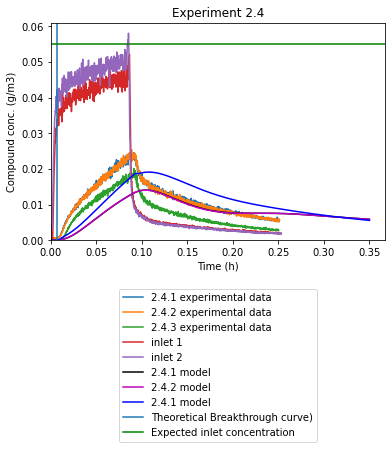 Experiment 2.4
Compound conc. (g/m3)
0.06
0.05
0.04
0.03
0.02
0.01
0.00
0.00 0.05 0.10 0.15 0.20 0.25 0.30 0.35
Time (h)
2.4.1 experimental data
2.4.2 experimental data
2.4.3 experimental data
inlet 1
inlet 2
2.4.1 model
2.4.2 model
2.4.1 model
Theoretical Breakthrough curve)
Expected inlet concentration